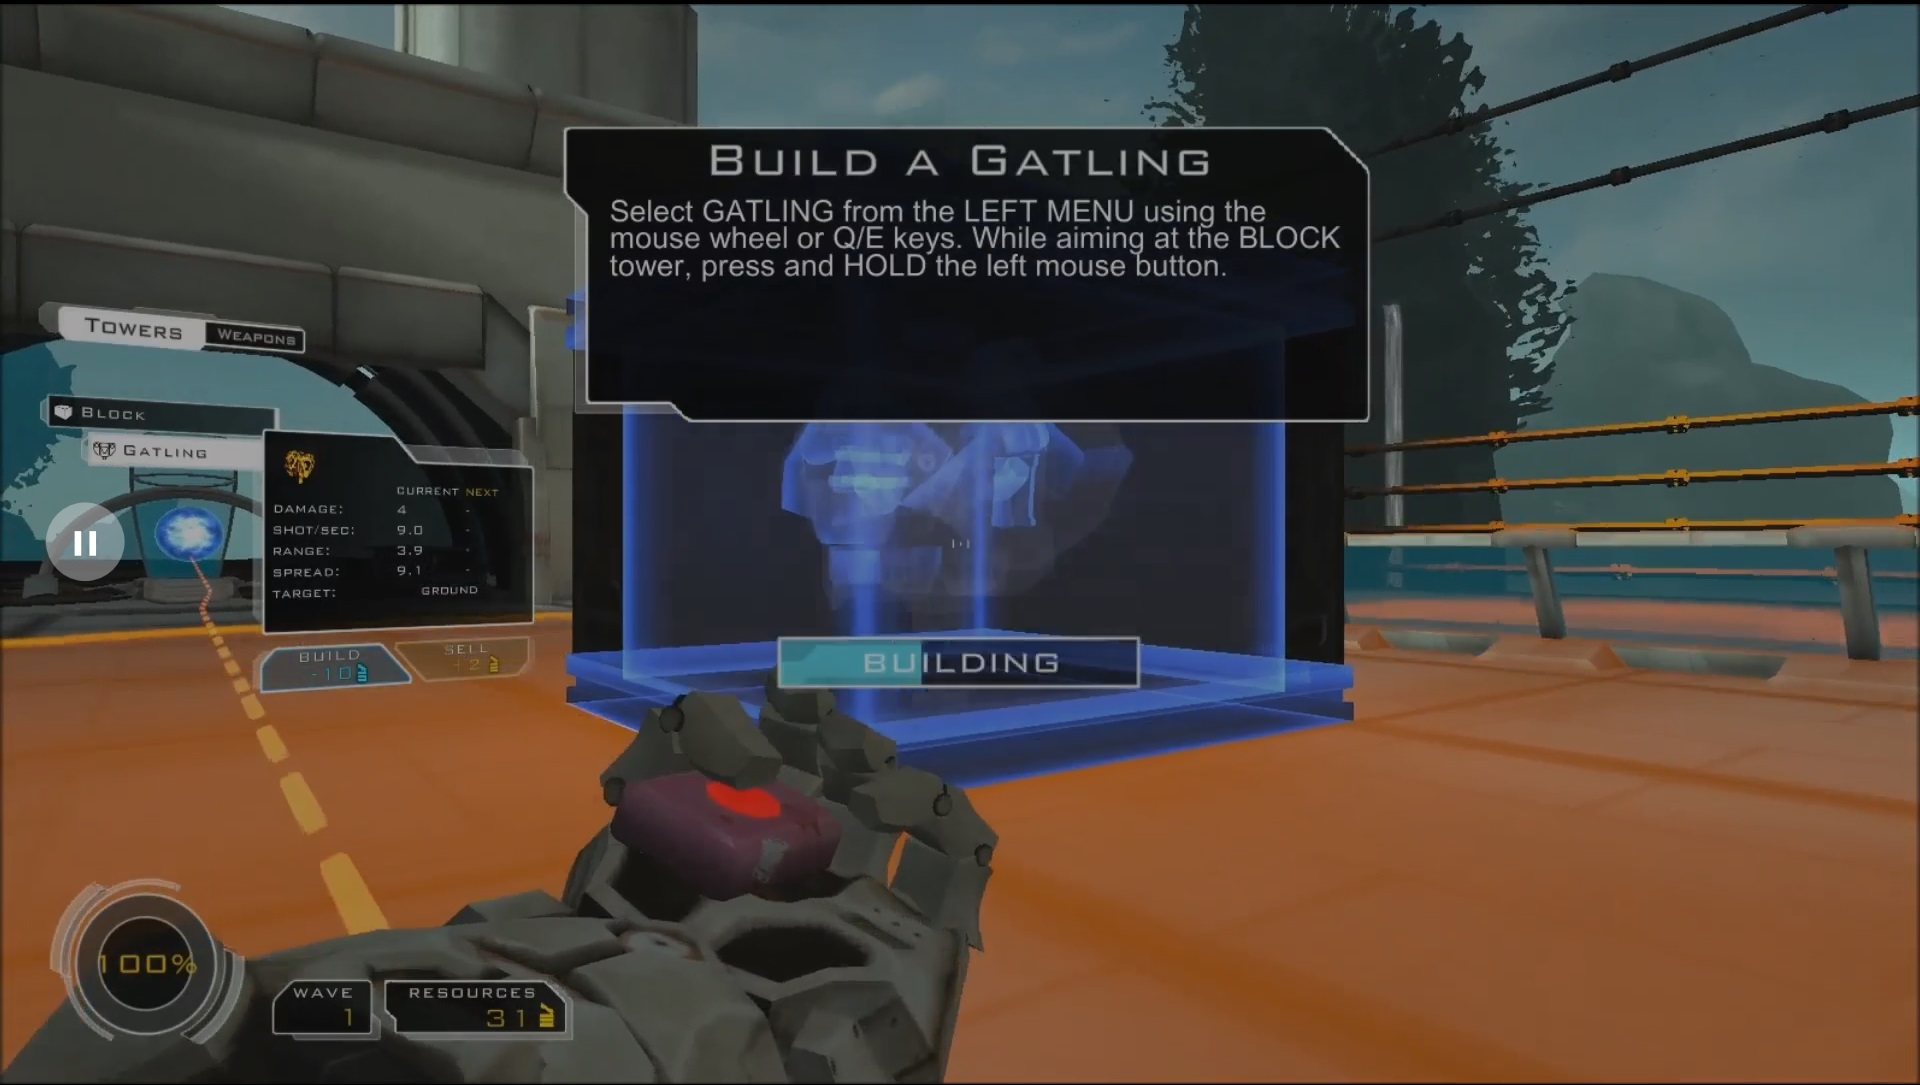 BUILD A GATLING
Select GATLING from the LEFT MENU using the
mouse wheel or Q/E keys. While aiming at the BLOCK
tower, press and HOLD the left mouse button.
TOWERS WEAPONS
BLOCK
GATLING
CURRENT NEXT
DAMAGE: 4 -
SHOT/SEC: 9.0 -
RANGE: 3.9 -
SPREAD: 9.1 -
TARGET: GROUND
BUILD
-10
SELL
+2
BUILDING
100%
WAVE
1
RESOURCES
31